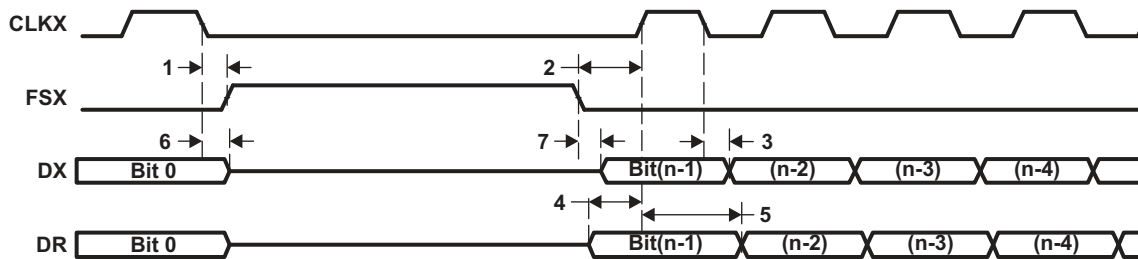 CLKX
1 2
FSX
6 7 3
DX Bit 0 Bit(n-1) (n-2) (n-3) (n-4)
4 5
DR Bit 0 Bit(n-1) (n-2) (n-3) (n-4)